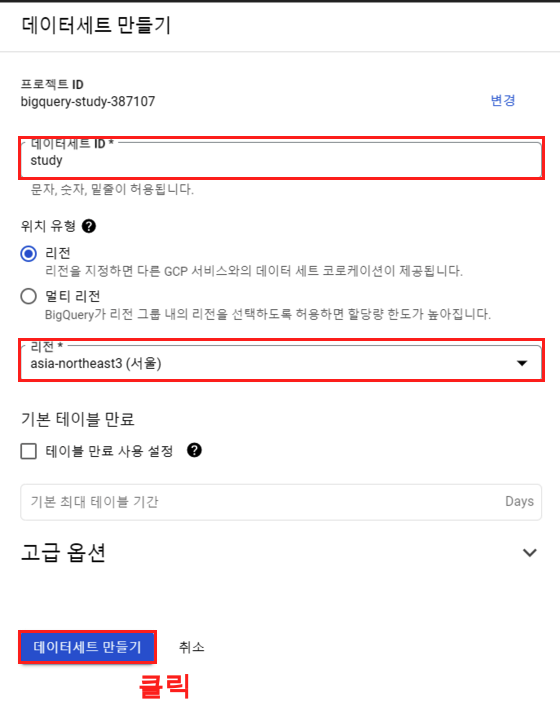 데이터세트 만들기
프로젝트 ID
bigquery-study-387107
변경
데이터세트 ID *
study
문자, 숫자, 밑줄이 허용됩니다.
위치 유형 ?
리전
리전을 지정하면 다른 GCP 서비스와의 데이터 세트 코로케이션이 제공됩니다.
멀티 리전
BigQuery가 리전 그룹 내의 리전을 선택하도록 허용하면 할당량 한도가 높아집니다.
리전 *
asia-northeast3 (서울)
기본 테이블 만료
테이블 만료 사용 설정 ?
기본 최대 테이블 기간 Days
고급 옵션
데이터세트 만들기 취소
클릭